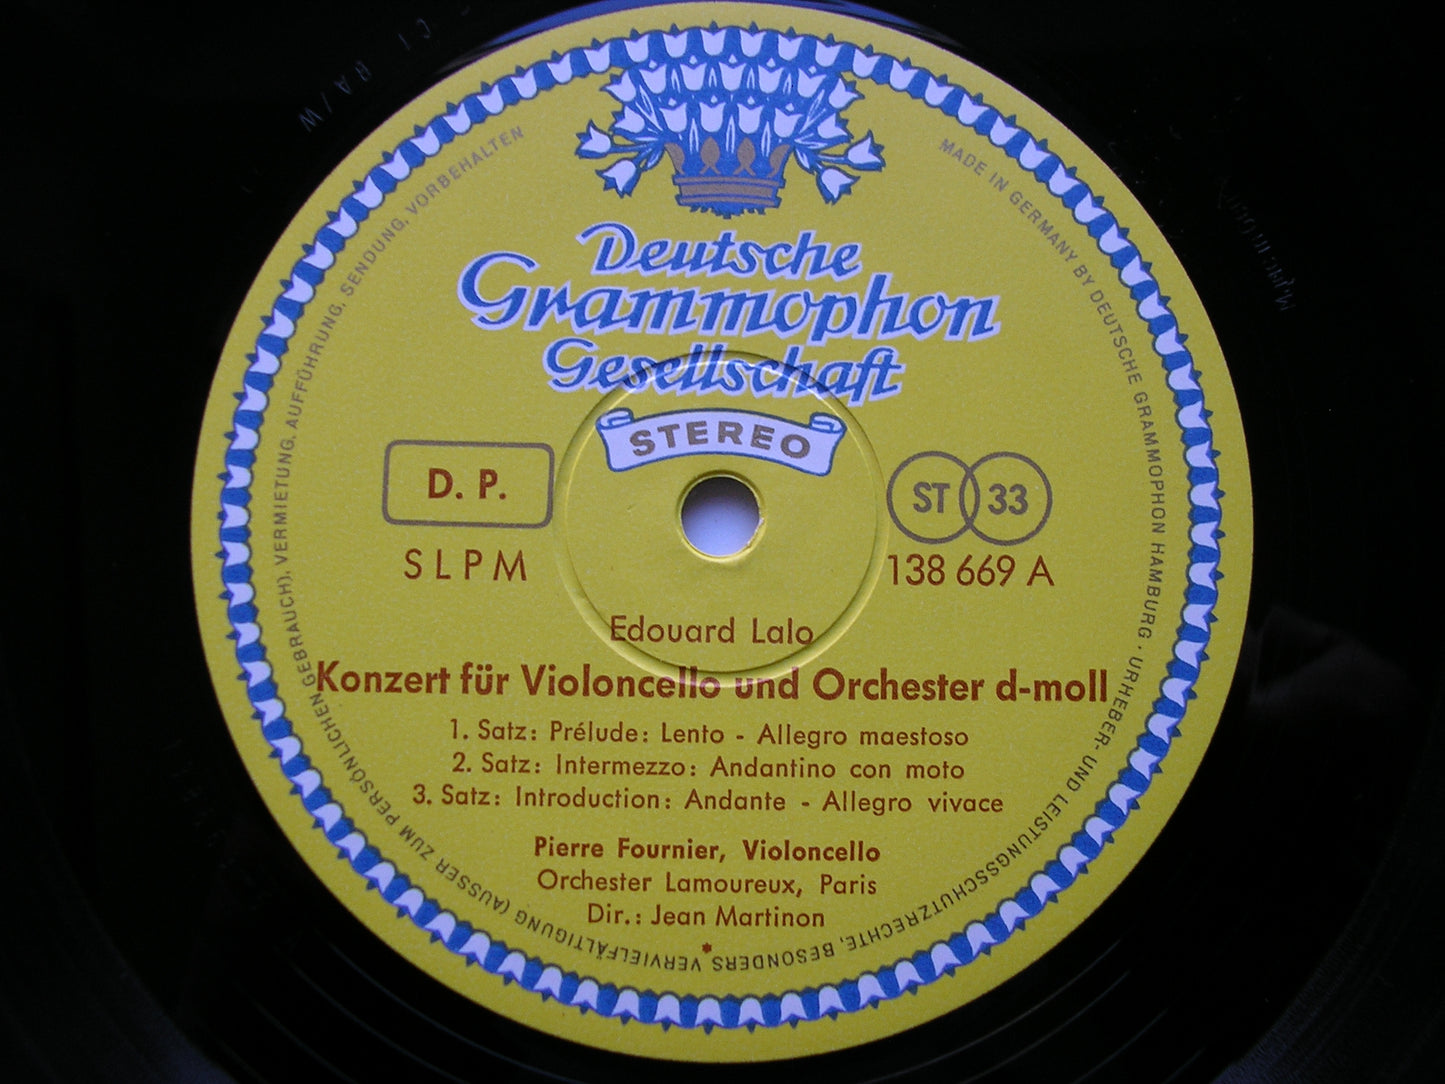 Deutsche
Grammophon
Gesellschaft
STEREO
D. P.
ST 33
SLPM
138 669 A
Edouard Lalo
Konzert für Violoncello und Orchester d-moll
1. Satz: Prélude: Lento - Allegro maestoso
2. Satz: Intermezzo: Andantino con moto
3. Satz: Introduction: Andante - Allegro vivace
Pierre Fournier, Violoncello
Orchester Lamoureux, Paris
Dir.: Jean Martinon
*
MADE IN GERMANY BY DEUTSCHE GRAMMOPHON HAMBURG · URHEBER- UND LEISTUNGSSCHUTZRECHTE, BESONDERS VERVIELFÄLTIGUNG (AUSSER ZUM PERSÖNLICHEN GEBRAUCH), VERMIETUNG, AUFFÜHRUNG, SENDUNG, VORBEHALTEN